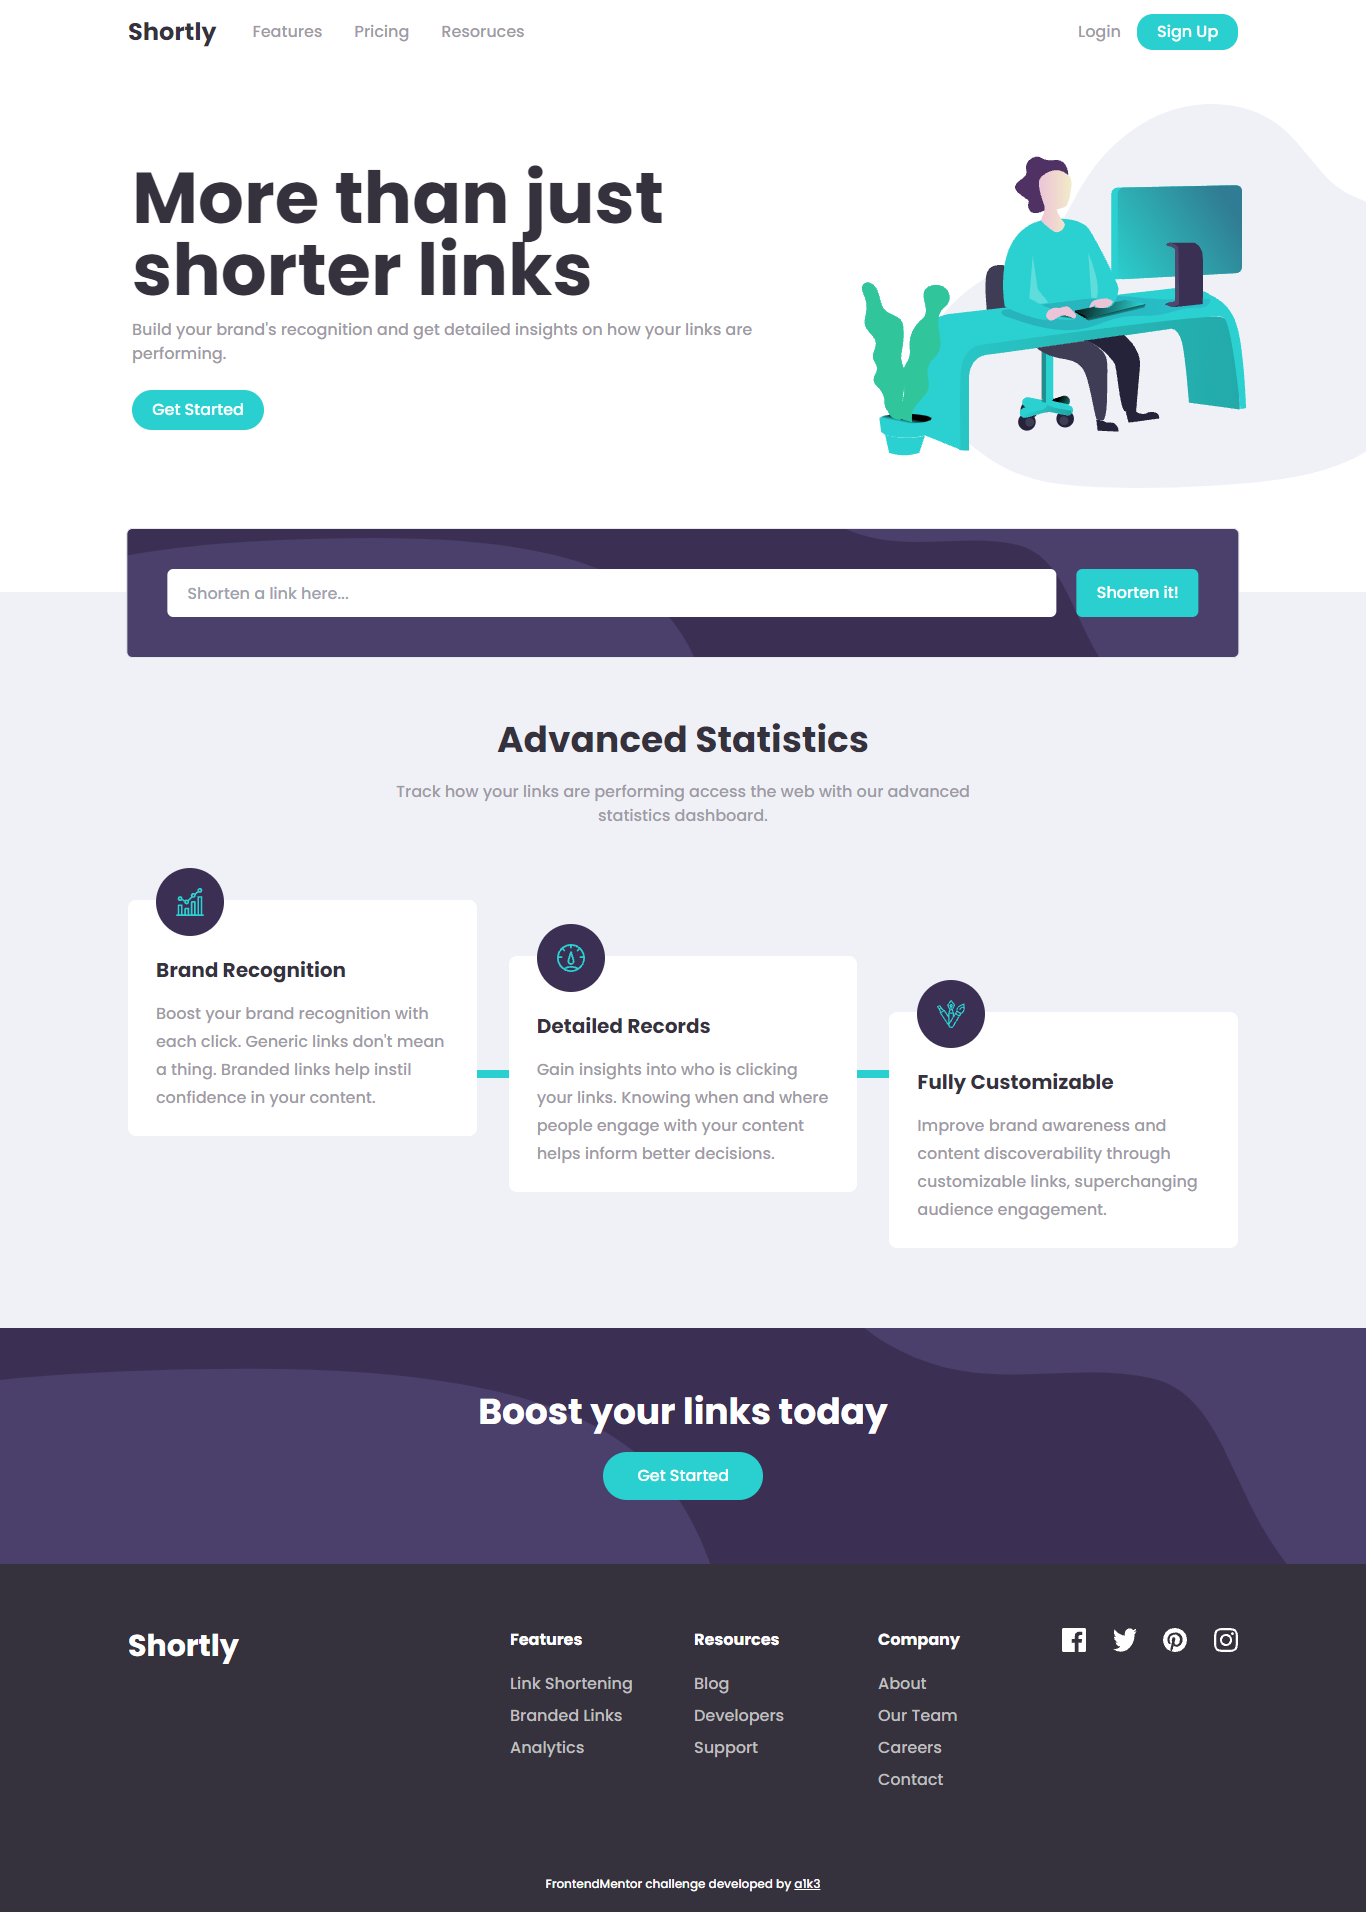 Shortly
Features
Pricing
Resoruces
Login
Sign Up
More than just
shorter links
Build your brand's recognition and get detailed insights on how your links are
performing.
Get Started
Shorten a link here...
Shorten it!
Advanced Statistics
Track how your links are performing access the web with our advanced
statistics dashboard.
Brand Recognition
Boost your brand recognition with
each click. Generic links don't mean
a thing. Branded links help instil
confidence in your content.
Detailed Records
Gain insights into who is clicking
your links. Knowing when and where
people engage with your content
helps inform better decisions.
Fully Customizable
Improve brand awareness and
content discoverability through
customizable links, superchanging
audience engagement.
Boost your links today
Get Started
Shortly
Features
Link Shortening
Branded Links
Analytics
Resources
Blog
Developers
Support
Company
About
Our Team
Careers
Contact
FrontendMentor challenge developed by a1k3